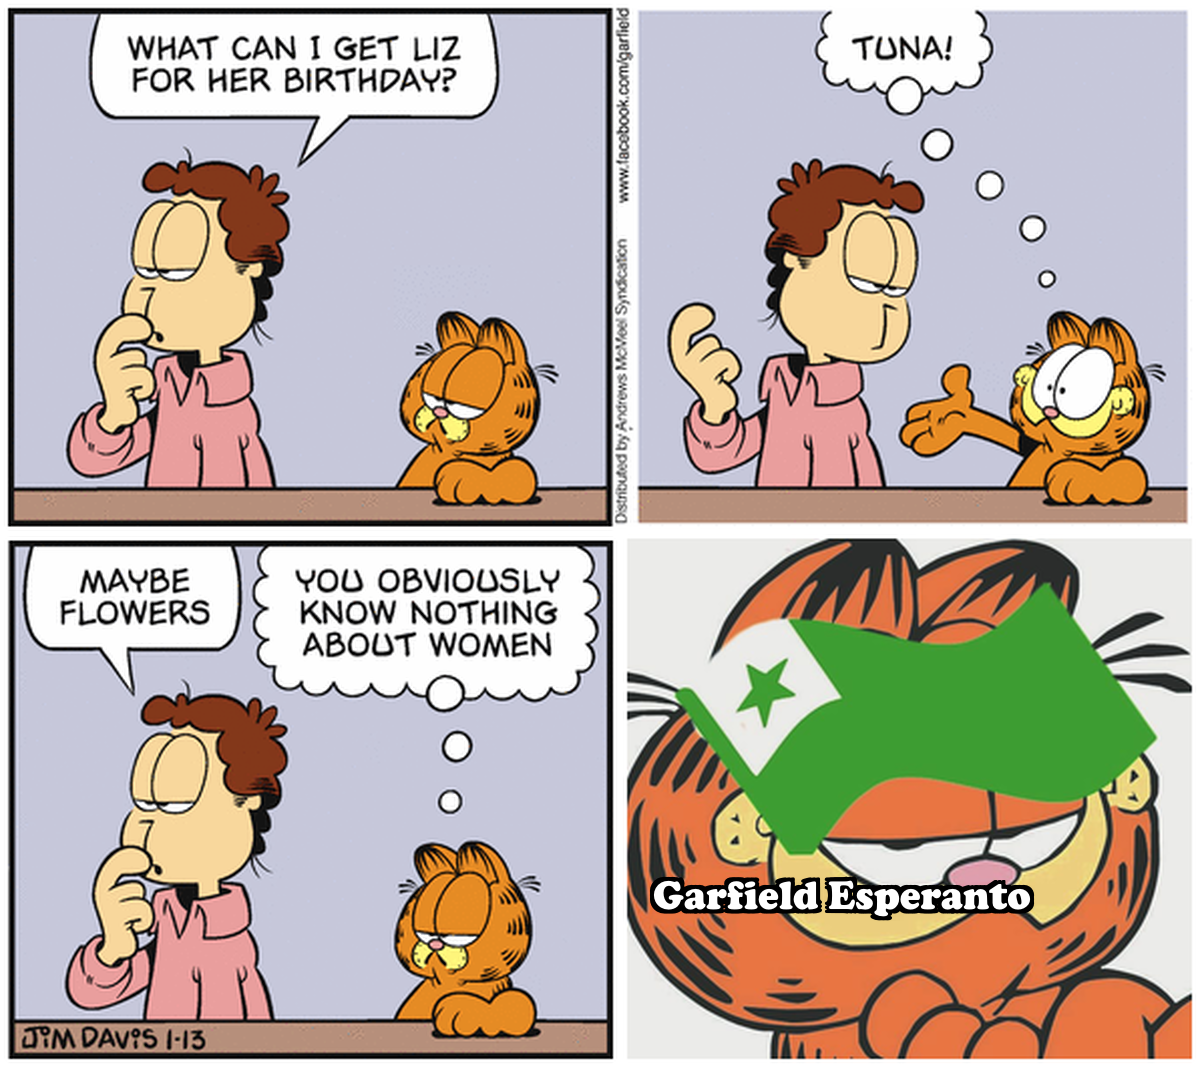 WHAT CAN I GET LIZ
FOR HER BIRTHDAY?
www.facebook.com/garfield
Distributed by Andrews McMeel Syndication
TUNA!
MAYBE
FLOWERS
YOU OBVIOUSLY
KNOW NOTHING
ABOUT WOMEN
JiM DAViS 1-13
Garfield Esperanto